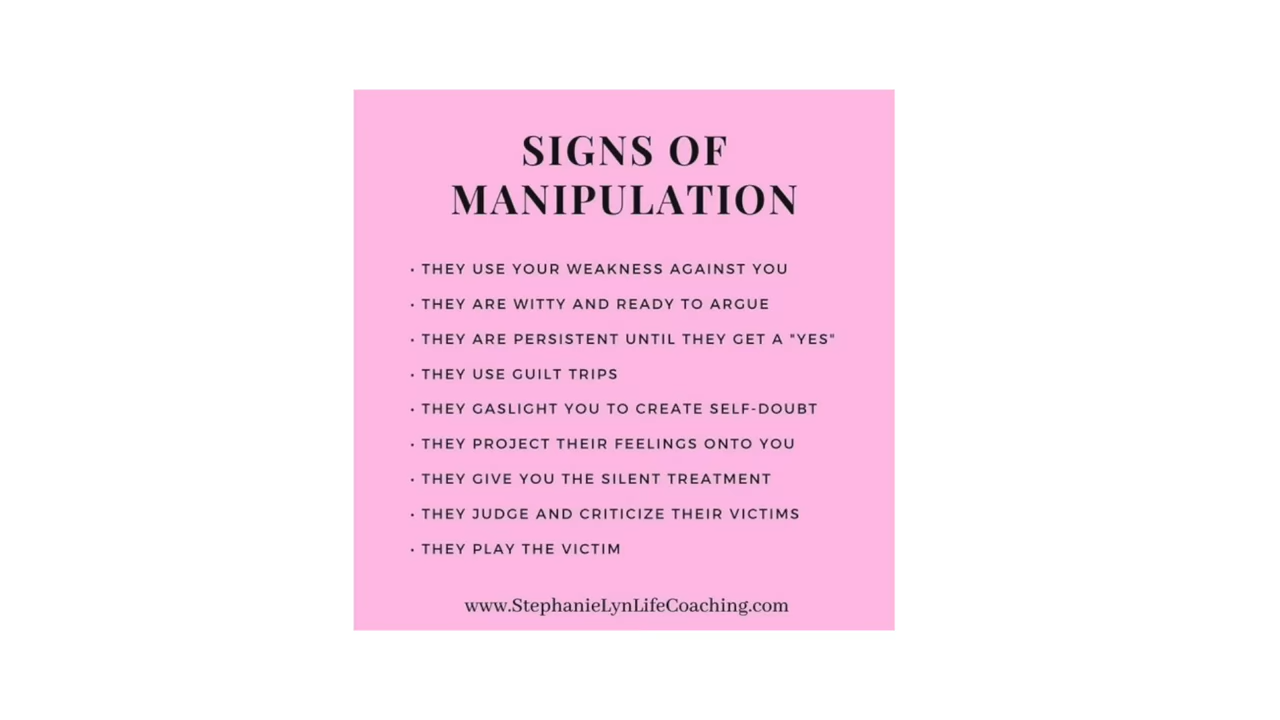 SIGNS OF
MANIPULATION
• THEY USE YOUR WEAKNESS AGAINST YOU
• THEY ARE WITTY AND READY TO ARGUE
• THEY ARE PERSISTENT UNTIL THEY GET A "YES"
• THEY USE GUILT TRIPS
• THEY GASLIGHT YOU TO CREATE SELF-DOUBT
• THEY PROJECT THEIR FEELINGS ONTO YOU
• THEY GIVE YOU THE SILENT TREATMENT
• THEY JUDGE AND CRITICIZE THEIR VICTIMS
• THEY PLAY THE VICTIM
www.StephanieLynLifeCoaching.com